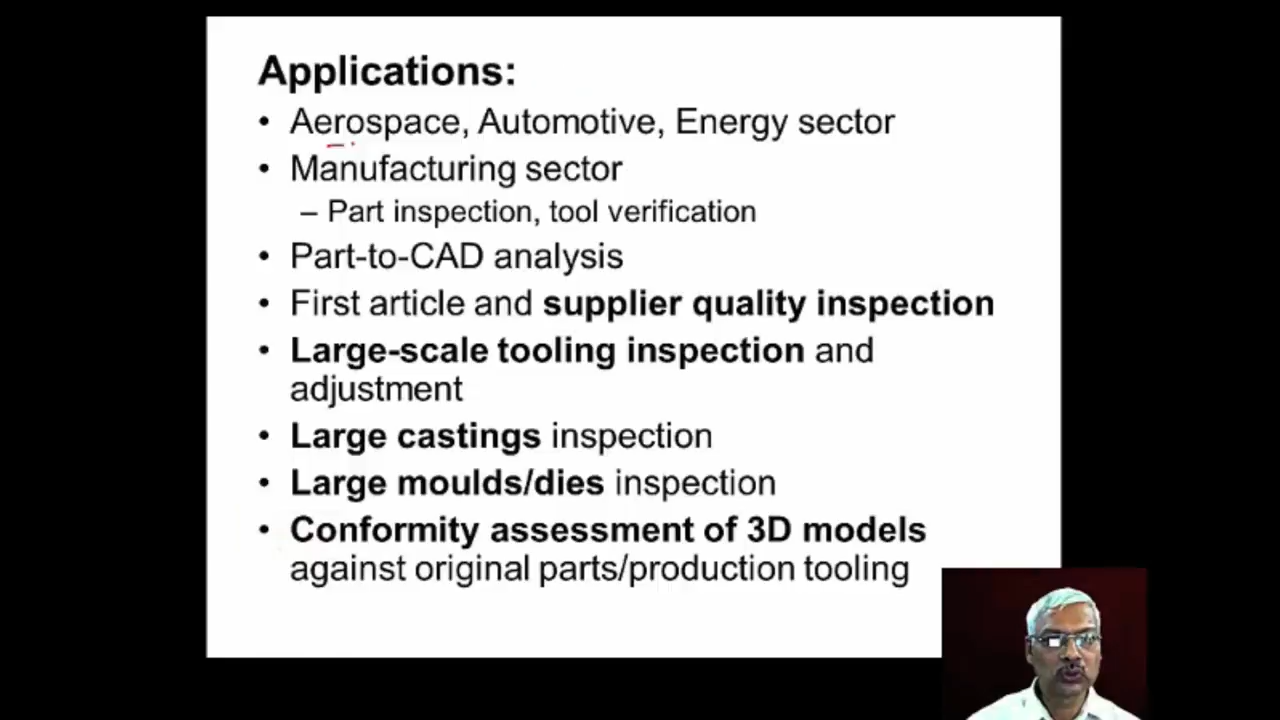 Applications:
• Aerospace, Automotive, Energy sector
• Manufacturing sector
– Part inspection, tool verification
• Part-to-CAD analysis
• First article and supplier quality inspection
• Large-scale tooling inspection and
adjustment
• Large castings inspection
• Large moulds/dies inspection
• Conformity assessment of 3D models
against original parts/production tooling